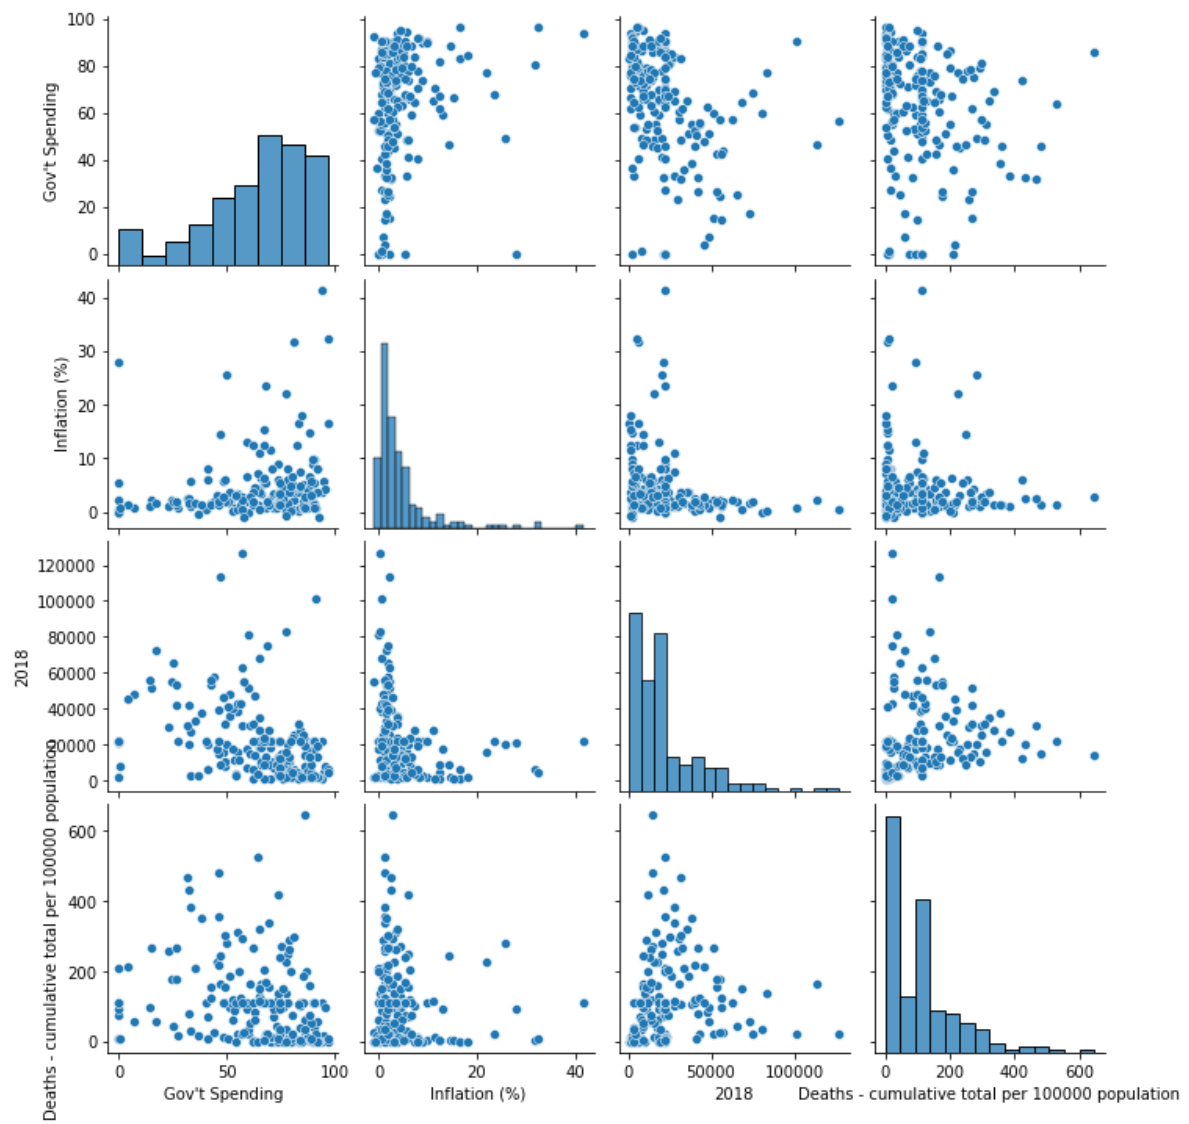 100
80
60
40
20
0
Gov't Spending
40
30
20
10
0
Inflation (%)
120000
100000
80000
60000
40000
20000
0
2018
600
400
200
0
Deaths - cumulative total per 100000 population
0 50 100
Gov't Spending
0 20 40
Inflation (%)
0 50000 100000
2018
0 200 400 600
Deaths - cumulative total per 100000 population